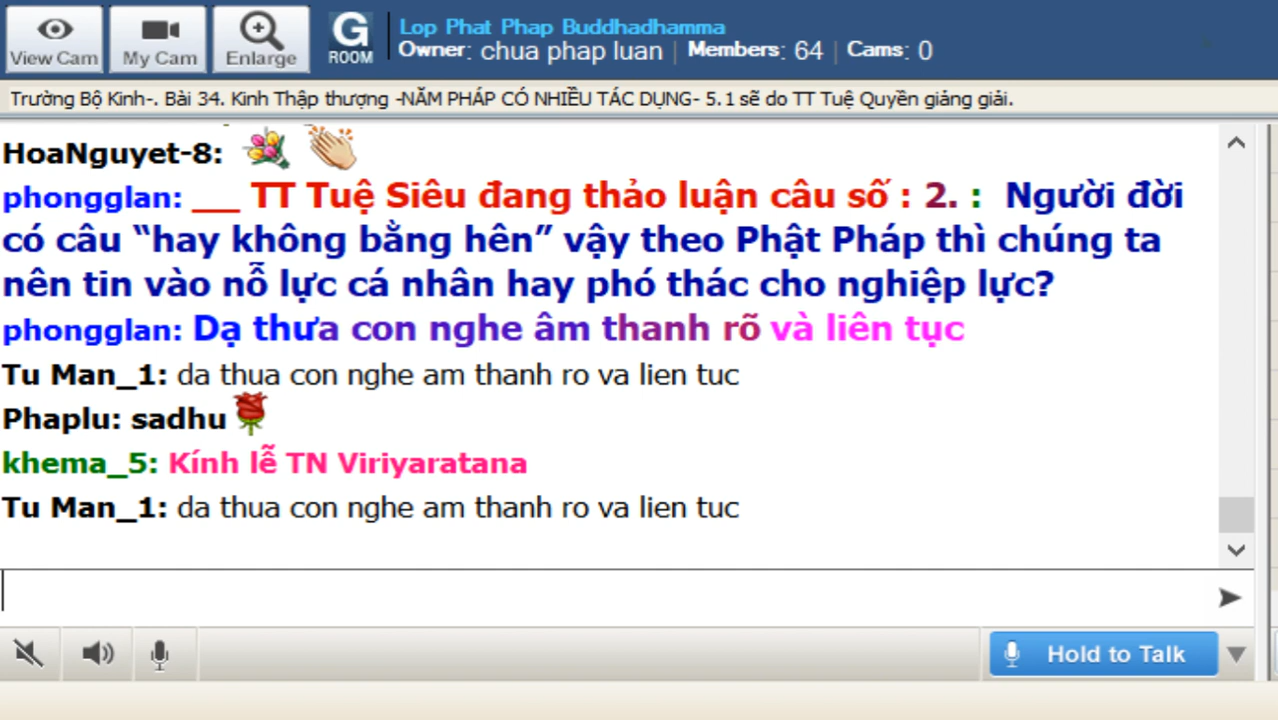 View Cam
My Cam
Enlarge
G
ROOM
Lop Phat Phap Buddhadhamma
Owner: chua phap luan | Members: 64 | Cams: 0
Trường Bộ Kinh-. Bài 34. Kinh Thập thượng -NĂM PHÁP CÓ NHIỀU TÁC DỤNG- 5.1 sẽ do TT Tuệ Quyền giảng giải.
HoaNguyet-8:
phongglan: __ TT Tuệ Siêu đang thảo luận câu số : 2. : Người đời
có câu “hay không bằng hên” vậy theo Phật Pháp thì chúng ta
nên tin vào nỗ lực cá nhân hay phó thác cho nghiệp lực?
phongglan: Dạ thưa con nghe âm thanh rõ và liên tục
Tu Man_1: da thua con nghe am thanh ro va lien tuc
Phaplu: sadhu
khema_5: Kính lễ TN Viriyaratana
Tu Man_1: da thua con nghe am thanh ro va lien tuc
Hold to Talk